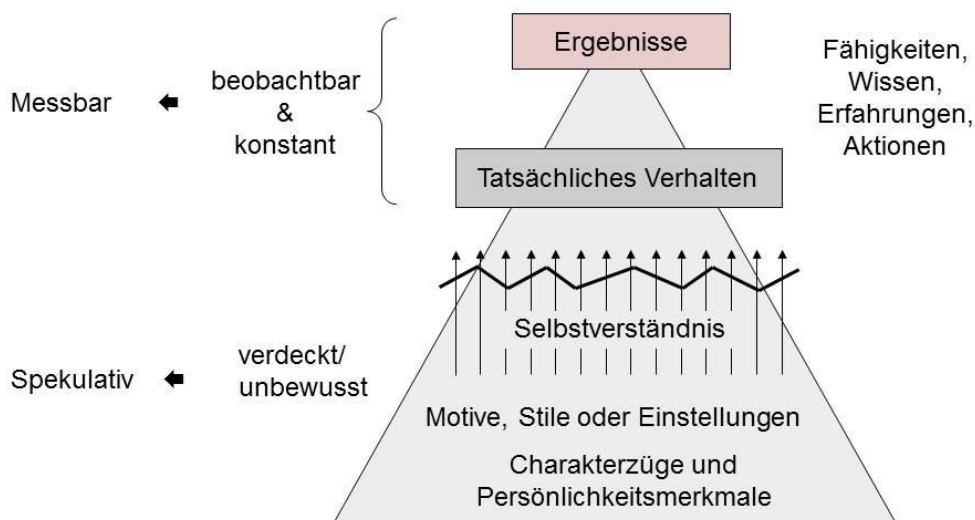 Ergebnisse
Fähigkeiten,
Wissen,
Erfahrungen,
Aktionen
Messbar
beobachtbar
&
konstant
Tatsächliches Verhalten
Selbstverständnis
Spekulativ
verdeckt/
unbewusst
Motive, Stile oder Einstellungen
Charakterzüge und
Persönlichkeitsmerkmale